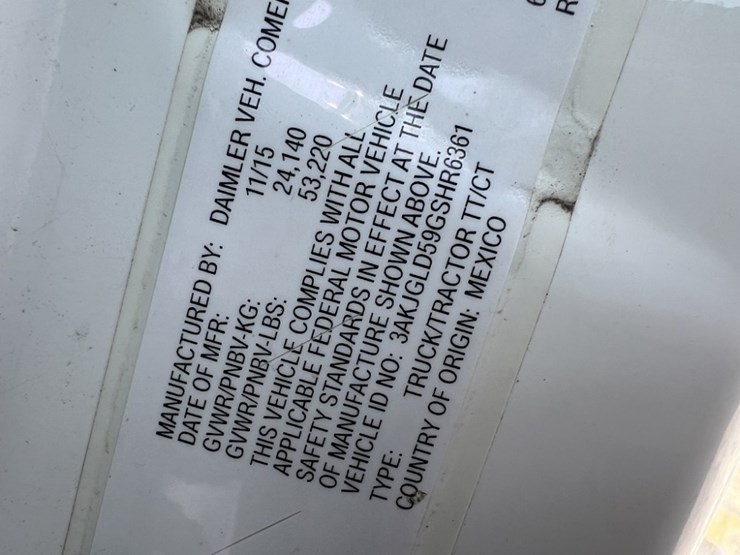 MANUFACTURED BY: DAIMLER VEH. COMER
DATE OF MFR: 11/15
GVWR/PNBV-KG: 24,140
GVWR/PNBV-LBS: 53,220
THIS VEHICLE COMPLIES WITH ALL
APPLICABLE FEDERAL MOTOR VEHICLE
SAFETY STANDARDS IN EFFECT AT THE DATE
OF MANUFACTURE SHOWN ABOVE.
VEHICLE ID NO: 3AKJGLD59GSHR6361
TYPE: TRUCK/TRACTOR TT/CT
COUNTRY OF ORIGIN: MEXICO